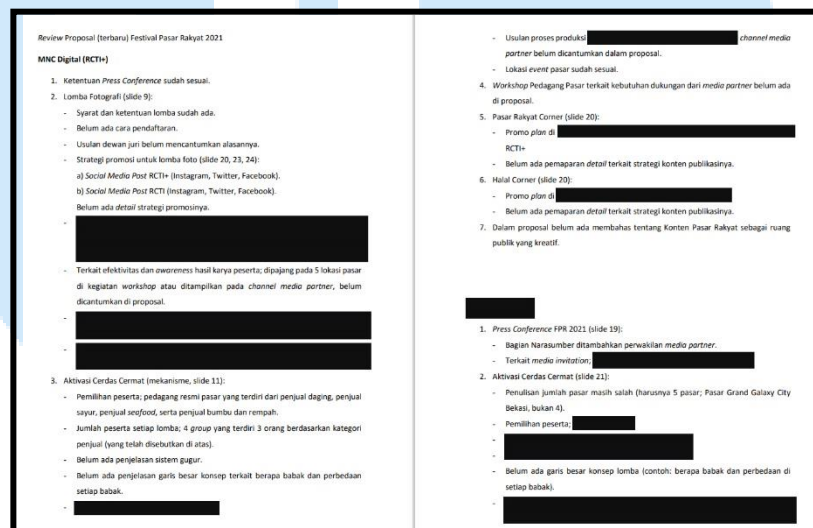 Review Proposal (terbaru) Festival Pasar Rakyat 2021
MNC Digital (RCTI+)
1. Ketentuan Press Conference sudah sesuai.
2. Lomba Fotografi (slide 9):
- Syarat dan ketentuan lomba sudah ada.
- Belum ada cara pendaftaran.
- Usulan dewan juri belum mencantumkan alasannya.
- Strategi promosi untuk lomba foto (slide 20, 23, 24):
a) Social Media Post RCTI+ (Instagram, Twitter, Facebook).
b) Social Media Post RCTI (Instagram, Twitter, Facebook).
Belum ada detail strategi promosinya.
-
- Terkait efektivitas dan awareness hasil karya peserta; dipajang pada 5 lokasi pasar
di kegiatan workshop atau ditampilkan pada channel media partner, belum
dicantumkan di proposal.
-
-
3. Aktivasi Cerdas Cermat (mekanisme, slide 11):
- Pemilihan peserta; pedagang resmi pasar yang terdiri dari penjual daging, penjual
sayur, penjual seafood, serta penjual bumbu dan rempah.
- Jumlah peserta setiap lomba; 4 group yang terdiri 3 orang berdasarkan kategori
penjual (yang telah disebutkan di atas).
- Belum ada penjelasan sistem gugur.
- Belum ada penjelasan garis besar konsep terkait berapa babak dan perbedaan
setiap babak.
-
- Usulan proses produksi channel media
partner belum dicantumkan dalam proposal.
- Lokasi event pasar sudah sesuai.
4. Workshop Pedagang Pasar terkait kebutuhan dukungan dari media partner belum ada
di proposal.
5. Pasar Rakyat Corner (slide 20):
- Promo plan di
RCTI+
- Belum ada pemaparan detail terkait strategi konten publikasinya.
6. Halal Corner (slide 20):
- Promo plan di
- Belum ada pemaparan detail terkait strategi konten publikasinya.
7. Dalam proposal belum ada membahas tentang Konten Pasar Rakyat sebagai ruang
publik yang kreatif.
1. Press Conference FPR 2021 (slide 19):
- Bagian Narasumber ditambahkan perwakilan media partner.
- Terkait media invitation;
2. Aktivasi Cerdas Cermat (slide 21):
- Penulisan jumlah pasar masih salah (harusnya 5 pasar; Pasar Grand Galaxy City
Bekasi, bukan 4).
- Pemilihan peserta;
-
- Belum ada garis besar konsep lomba (contoh: berapa babak dan perbedaan di
setiap babak).
-